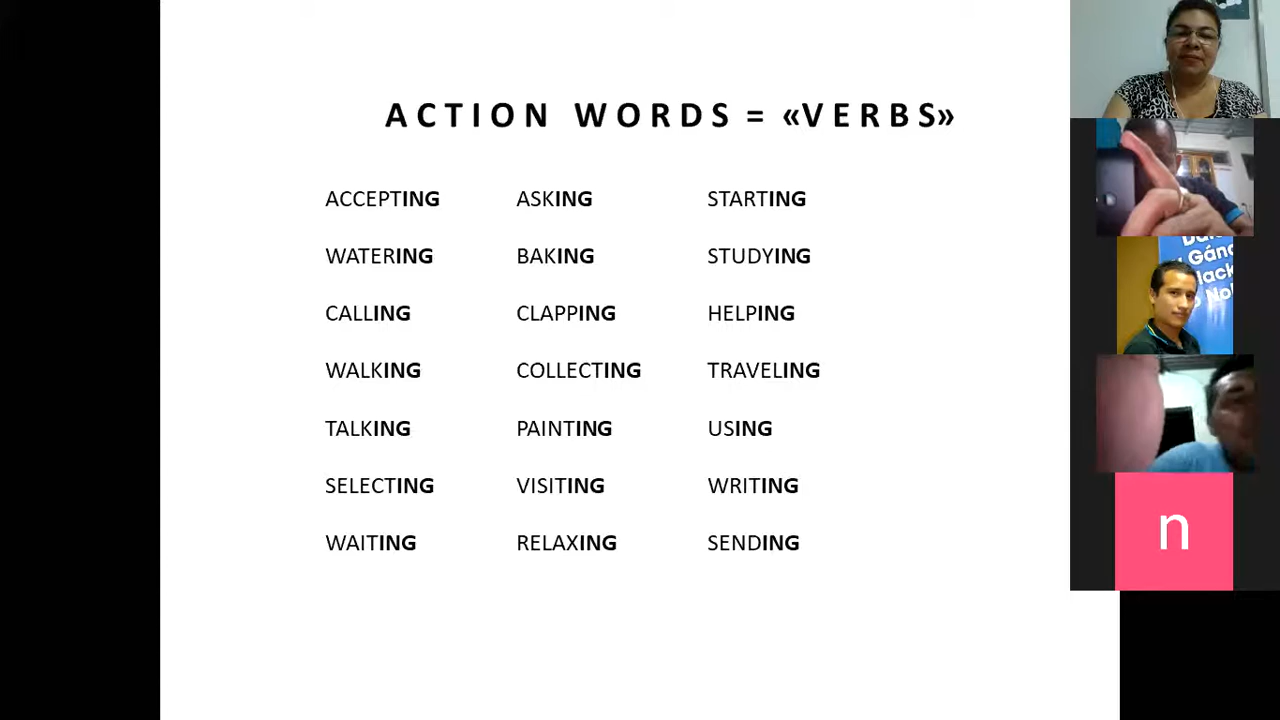 ACTION WORDS = «VERBS»
ACCEPTING ASKING STARTING
WATERING BAKING STUDYING
CALLING CLAPPING HELPING
WALKING COLLECTING TRAVELING
TALKING PAINTING USING
SELECTING VISITING WRITING
WAITING RELAXING SENDING
n